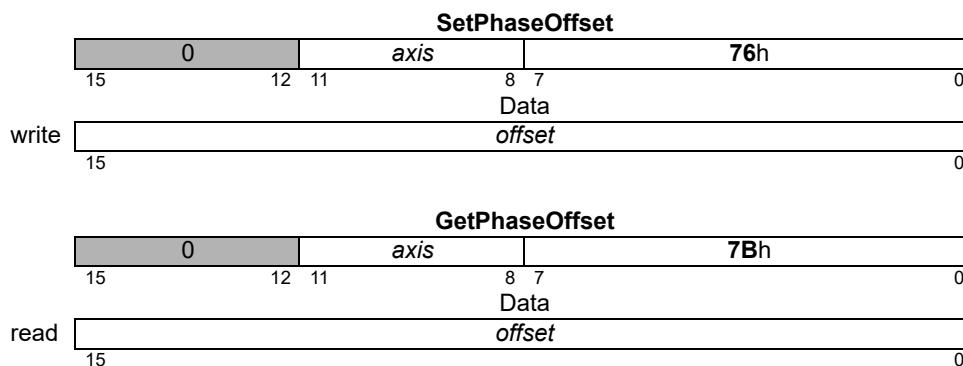 SetPhaseOffset
0 axis 76h
15 12 11 8 7 0
Data
write offset
15 0
GetPhaseOffset
0 axis 7Bh
15 12 11 8 7 0
Data
read offset
15 0